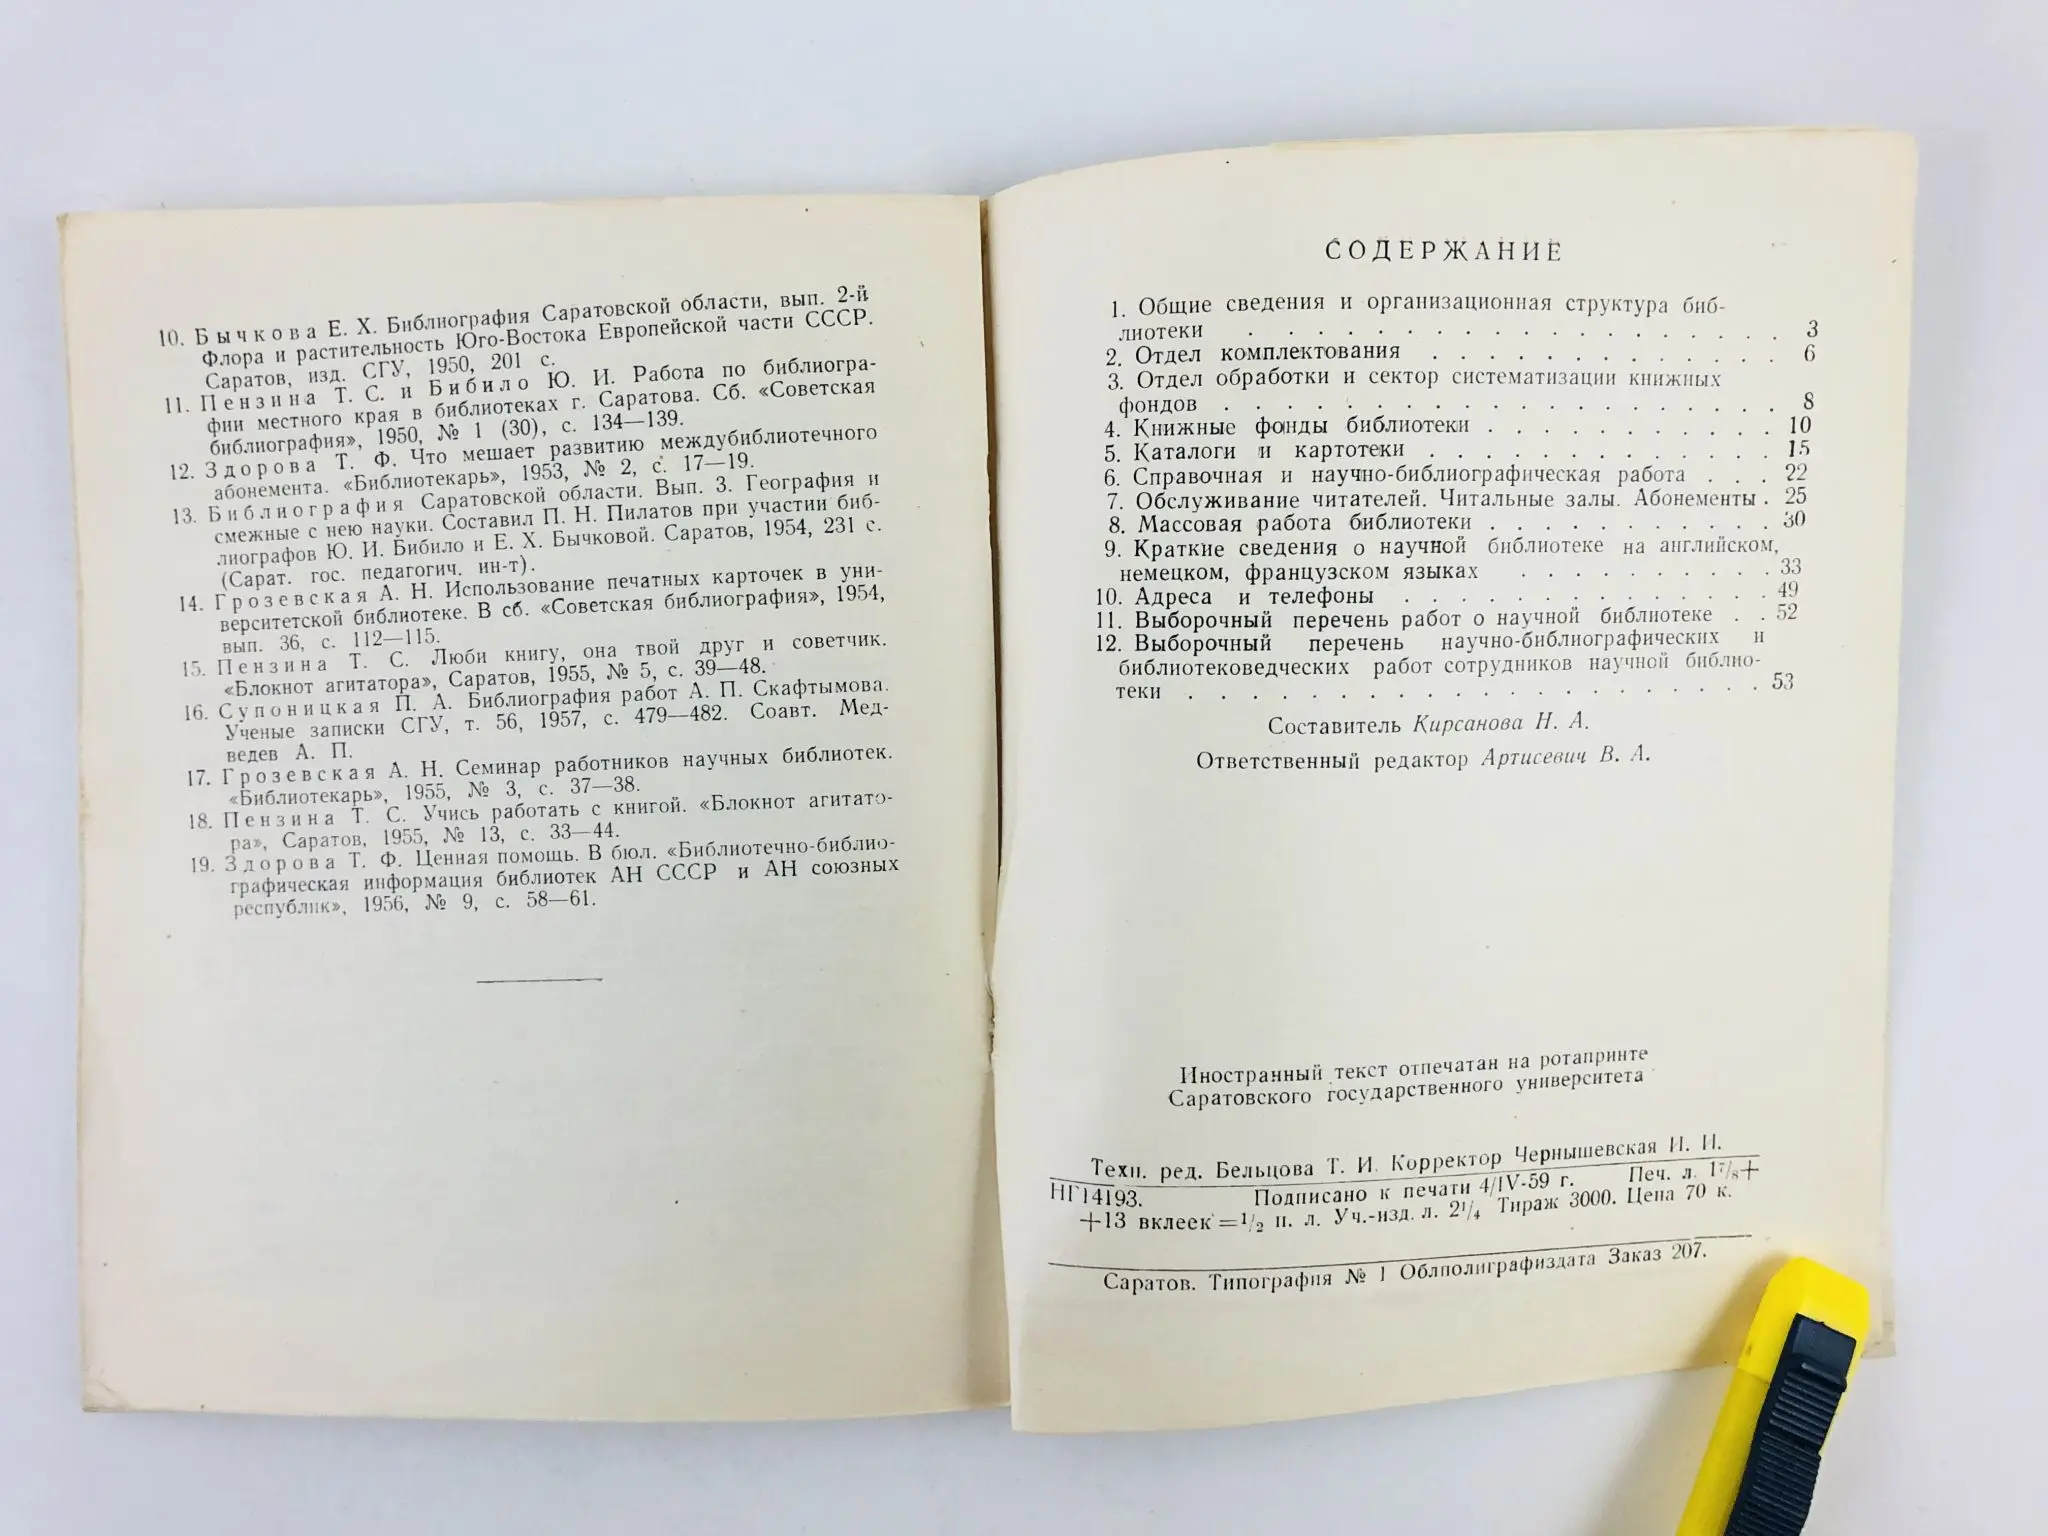 10. Бычкова Е. Х. Библиография Саратовской области, вып. 2-й
Флора и растительность Юго-Востока Европейской части СССР.
Саратов, изд. СГУ, 1950, 201 с.
11. Пензина Т. С. и Бибило Ю. И. Работа по библиогра-
фии местного края в библиотеках г. Саратова. Сб. «Советская
библиография», 1950, № 1 (30), с. 134—139.
12. Здорова Т. Ф. Что мешает развитию междубиблиотечного
абонемента. «Библиотекарь», 1953, № 2, с. 17—19.
13. Библиография Саратовской области. Вып. 3. География и
смежные с нею науки. Составил П. Н. Пилатов при участии биб-
лиографов Ю. И. Бибило и Е. Х. Бычковой. Саратов, 1954, 231 с.
(Сарат. гос. педагогич. ин-т).
14. Грозевская А. Н. Использование печатных карточек в уни-
верситетской библиотеке. В сб. «Советская библиография», 1954,
вып. 36, с. 112—115.
15. Пензина Т. С. Люби книгу, она твой друг и советчик.
«Блокнот агитатора», Саратов, 1955, № 5, с. 39—48.
16. Супоницкая П. А. Библиография работ А. П. Скафтымова.
Ученые записки СГУ, т. 56, 1957, с. 479—482. Соавт. Мед-
ведев А. П.
17. Грозевская А. Н. Семинар работников научных библиотек.
«Библиотекарь», 1955, № 3, с. 37—38.
18. Пензина Т. С. Учись работать с книгой. «Блокнот агитато-
ра», Саратов, 1955, № 13, с. 33—44.
19. Здорова Т. Ф. Ценная помощь. В бюл. «Библиотечно-библио-
графическая информация библиотек АН СССР и АН союзных
республик», 1956, № 9, с. 58—61.
СОДЕРЖАНИЕ
1. Общие сведения и организационная структура биб-
лиотеки . . . . . . . . . . . . . . . . . . 3
2. Отдел комплектования . . . . . . . . . . . . . 6
3. Отдел обработки и сектор систематизации книжных
фондов . . . . . . . . . . . . . . . . . . . 8
4. Книжные фонды библиотеки . . . . . . . . . . . 10
5. Каталоги и картотеки . . . . . . . . . . . . . 15
6. Справочная и научно-библиографическая работа . . . 22
7. Обслуживание читателей. Читальные залы. Абонементы . 25
8. Массовая работа библиотеки . . . . . . . . . . . 30
9. Краткие сведения о научной библиотеке на английском,
немецком, французском языках . . . . . . . . . . 33
10. Адреса и телефоны . . . . . . . . . . . . . . 49
11. Выборочный перечень работ о научной библиотеке . . 52
12. Выборочный перечень научно-библиографических и
библиотековедческих работ сотрудников научной библио-
теки . . . . . . . . . . . . . . . . . . . . 53
Составитель Кирсанова Н. А.
Ответственный редактор Артисевич В. А.
Иностранный текст отпечатан на ротапринте
Саратовского государственного университета
Техн. ред. Бельцова Т. И. Корректор Чернышевская И. И.
НГ14193. Подписано к печати 4/IV-59 г. Печ. л. 1⁷/₈+
+13 вклеек=¹/₂ п. л. Уч.-изд. л. 2¹/₄ Тираж 3000. Цена 70 к.
Саратов. Типография № 1 Облполиграфиздата Заказ 207.